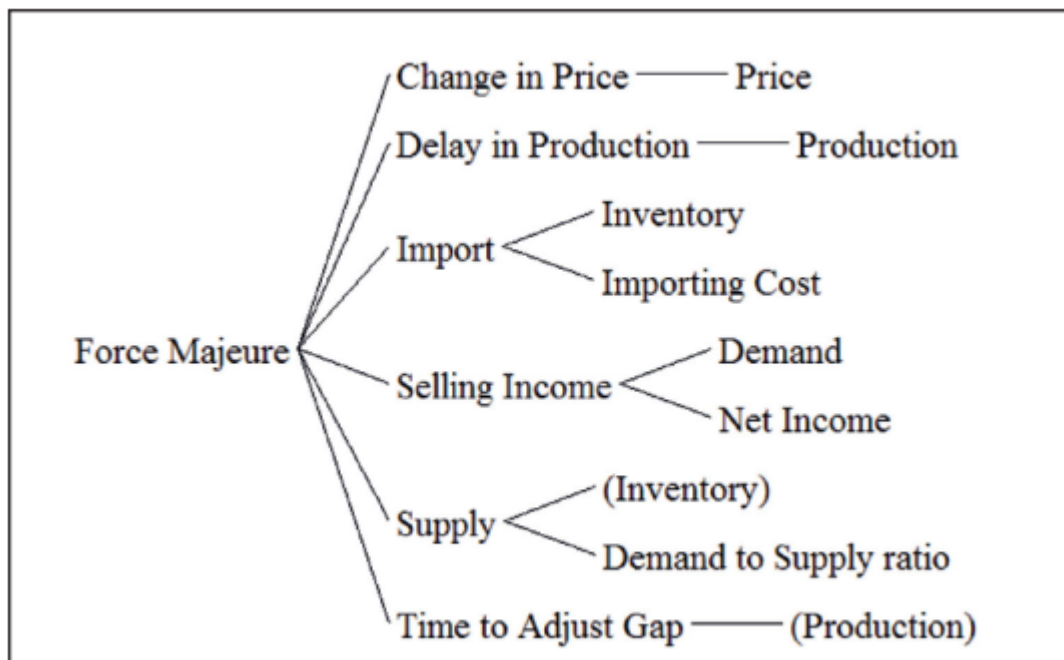 Change in Price Price
Delay in Production Production
Inventory
Import
Importing Cost
Force Majeure
Demand
Selling Income
Net Income
(Inventory)
Supply
Demand to Supply ratio
Time to Adjust Gap (Production)